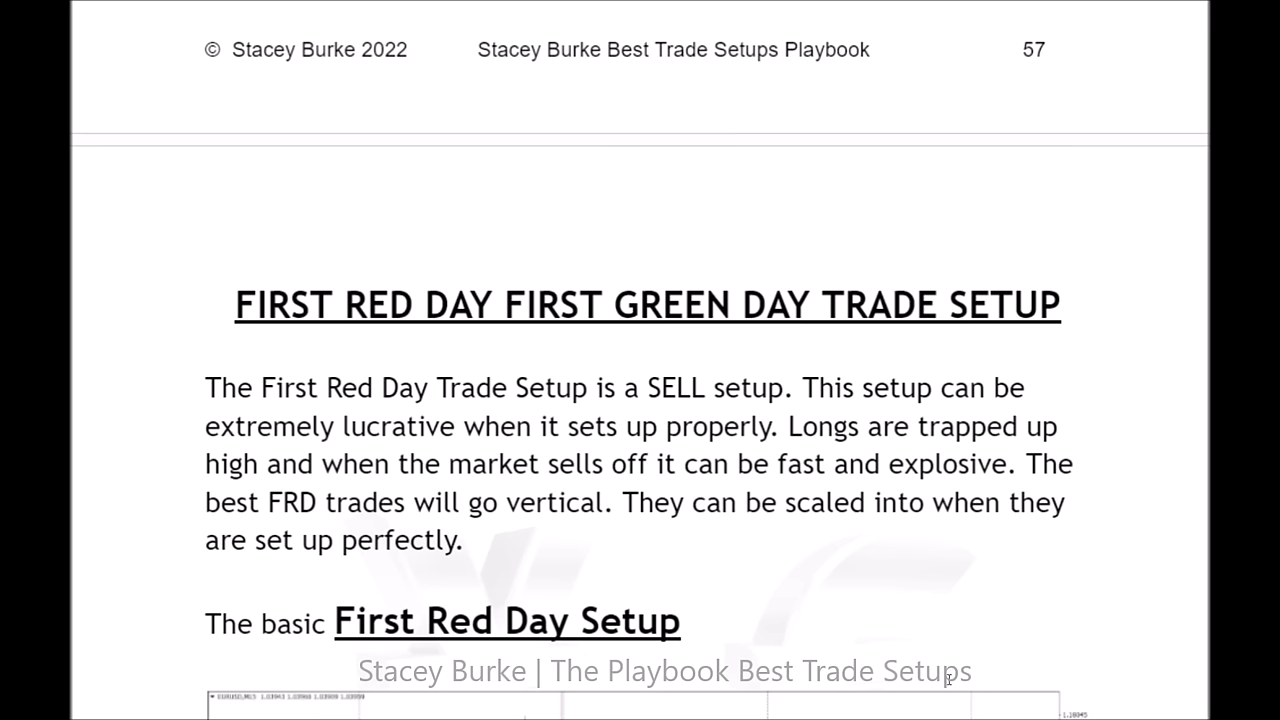 © Stacey Burke 2022 Stacey Burke Best Trade Setups Playbook 57
FIRST RED DAY FIRST GREEN DAY TRADE SETUP
The First Red Day Trade Setup is a SELL setup. This setup can be
extremely lucrative when it sets up properly. Longs are trapped up
high and when the market sells off it can be fast and explosive. The
best FRD trades will go vertical. They can be scaled into when they
are set up perfectly.
The basic First Red Day Setup
Stacey Burke | The Playbook Best Trade Setups